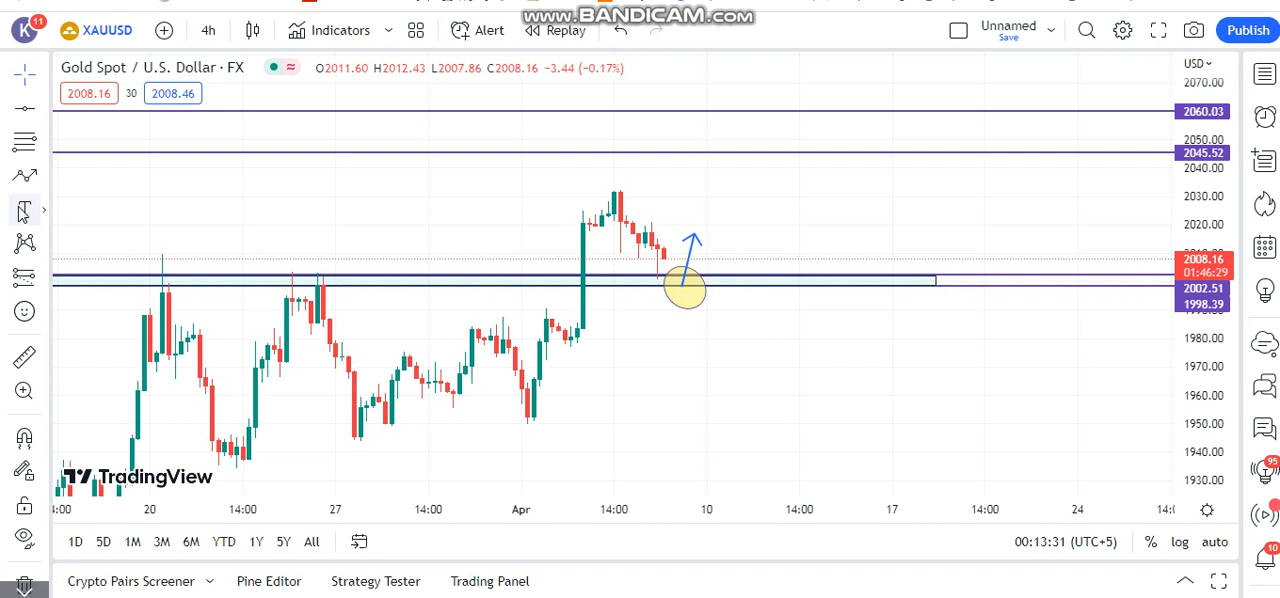 www.BANDICAM.com
K 11 XAUUSD 4h Indicators Alert Replay Unnamed Save Publish
Gold Spot / U.S. Dollar · FX ≈ O2011.60 H2012.43 L2007.86 C2008.16 −3.44 (−0.17%)
USD
2008.16 30 2008.46
2070.00
2060.03
2050.00
2045.52
2040.00
2030.00
2020.00
2008.16
01:46:29
2002.51
1998.39
1980.00
1970.00
1960.00
1950.00
1940.00
1930.00
TradingView
95
20 14:00 27 14:00 Apr 14:00 10 14:00 17 14:00 24
1D 5D 1M 3M 6M YTD 1Y 5Y All 00:13:31 (UTC+5) % log auto
10
Crypto Pairs Screener Pine Editor Strategy Tester Trading Panel